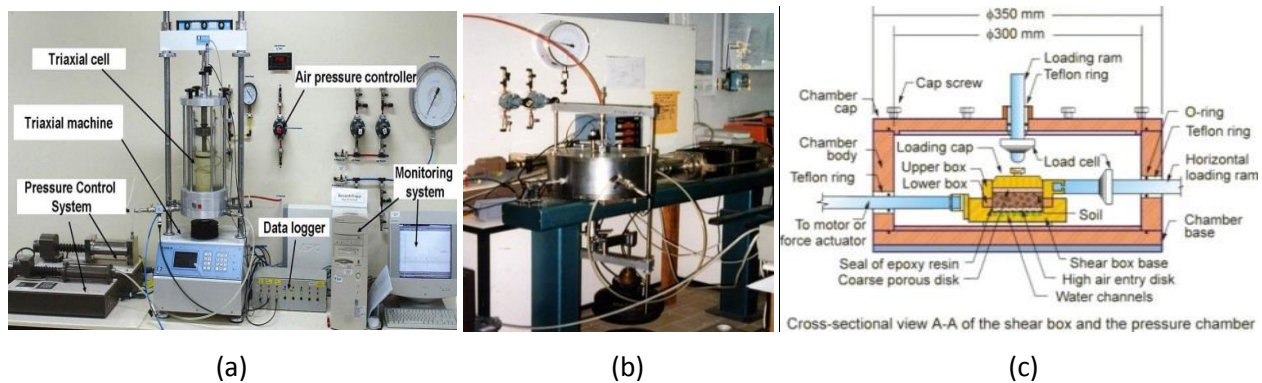 Triaxial cell
Air pressure controller
Triaxial machine
Monitoring
system
Pressure Control
System
Data logger
(a)
(b)
ϕ350 mm
ϕ300 mm
Loading ram
Teflon ring
Cap screw
Chamber
cap
O-ring
Teflon ring
Loading cap
Load cell
Chamber
body
Upper box
Lower box
Horizontal
loading ram
Teflon
ring
To motor or
force actuator
Soil
Chamber
base
Seal of epoxy resin
Coarse porous disk
Shear box base
High air entry disk
Water channels
Cross-sectional view A-A of the shear box and the pressure chamber
(c)